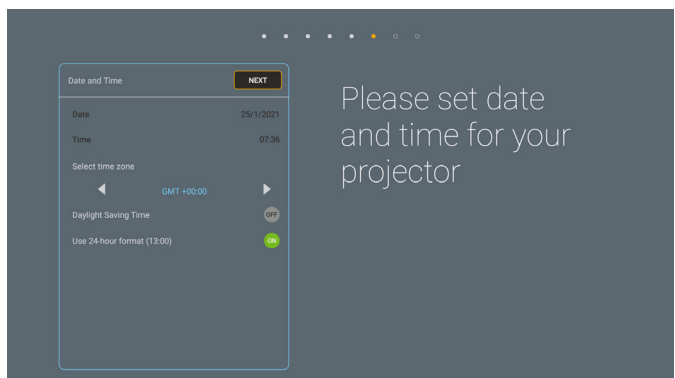 Date and Time NEXT
Date 25/1/2021
Time 07:36
Select time zone
GMT +00:00
Daylight Saving Time OFF
Use 24-hour format (13:00) ON
Please set date
and time for your
projector